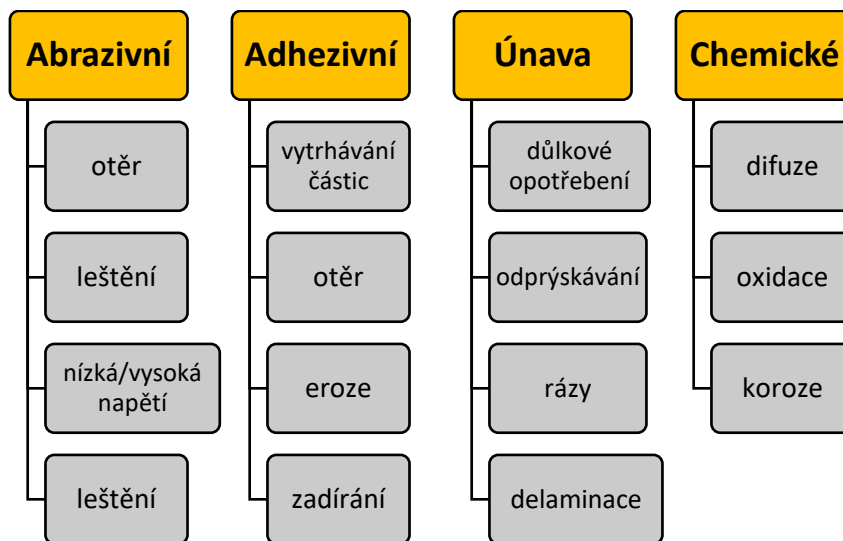 Abrazivní
otěr
leštění
nízká/vysoká
napětí
leštění
Adhezivní
vytrhávání
částic
otěr
eroze
zadírání
Únava
důlkové
opotřebení
odprýskávání
rázy
delaminace
Chemické
difuze
oxidace
koroze